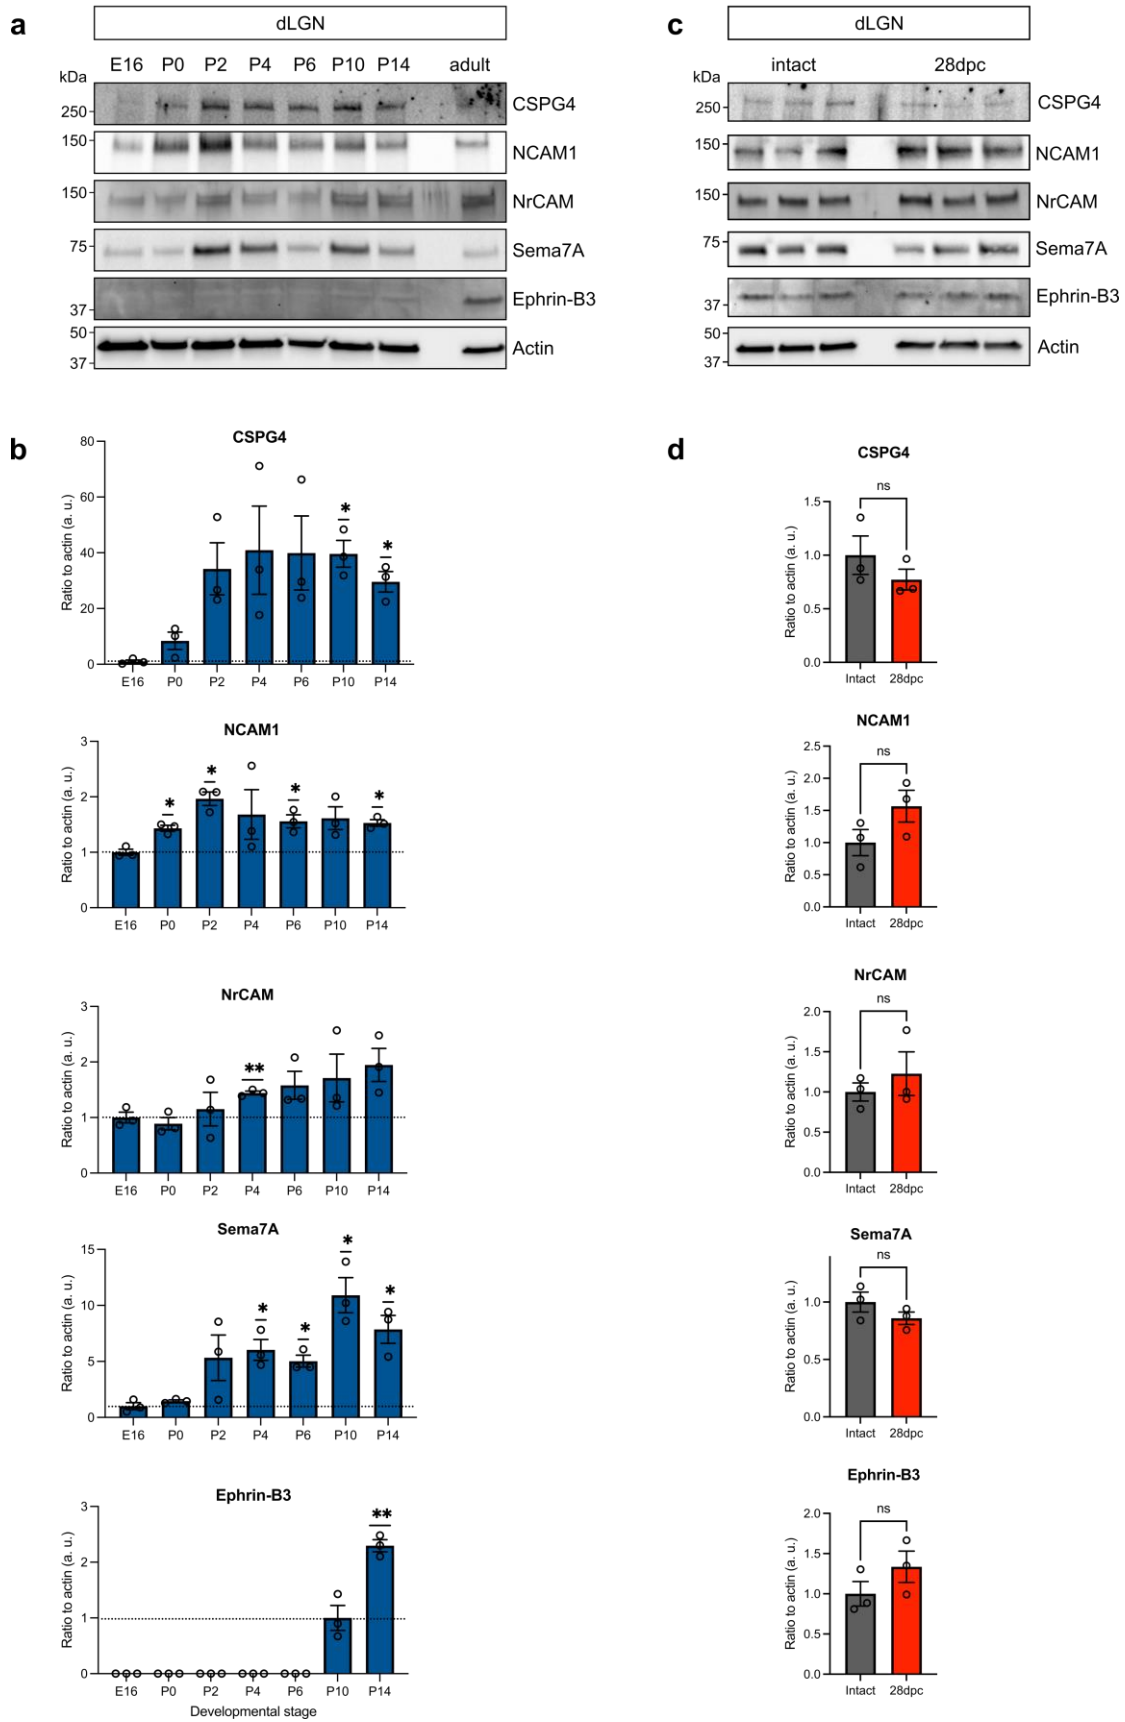 a
dLGN
E16 P0 P2 P4 P6 P10 P14 adult
kDa
250
CSPG4
150
NCAM1
150
NrCAM
75
Sema7A
37
Ephrin-B3
50
37
Actin
c
dLGN
intact 28dpc
kDa
250
CSPG4
150
NCAM1
150
NrCAM
75
Sema7A
37
Ephrin-B3
50
37
Actin
b
CSPG4
Ratio to actin (a. u.)
80
60
40
20
0
* *
E16 P0 P2 P4 P6 P10 P14
NCAM1
Ratio to actin (a. u.)
3
2
1
0
* * * *
E16 P0 P2 P4 P6 P10 P14
NrCAM
Ratio to actin (a. u.)
3
2
1
0
**
E16 P0 P2 P4 P6 P10 P14
Sema7A
Ratio to actin (a. u.)
15
10
5
0
* * * *
E16 P0 P2 P4 P6 P10 P14
Ephrin-B3
Ratio to actin (a. u.)
3
2
1
0
**
E16 P0 P2 P4 P6 P10 P14
Developmental stage
d
CSPG4
ns
Ratio to actin (a. u.)
1.5
1.0
0.5
0.0
Intact 28dpc
NCAM1
ns
Ratio to actin (a. u.)
2.5
2.0
1.5
1.0
0.5
0.0
Intact 28dpc
NrCAM
ns
Ratio to actin (a. u.)
2.0
1.5
1.0
0.5
0.0
Intact 28dpc
Sema7A
ns
Ratio to actin (a. u.)
1.0
0.5
0.0
Intact 28dpc
Ephrin-B3
ns
Ratio to actin (a. u.)
2.0
1.5
1.0
0.5
0.0
Intact 28dpc